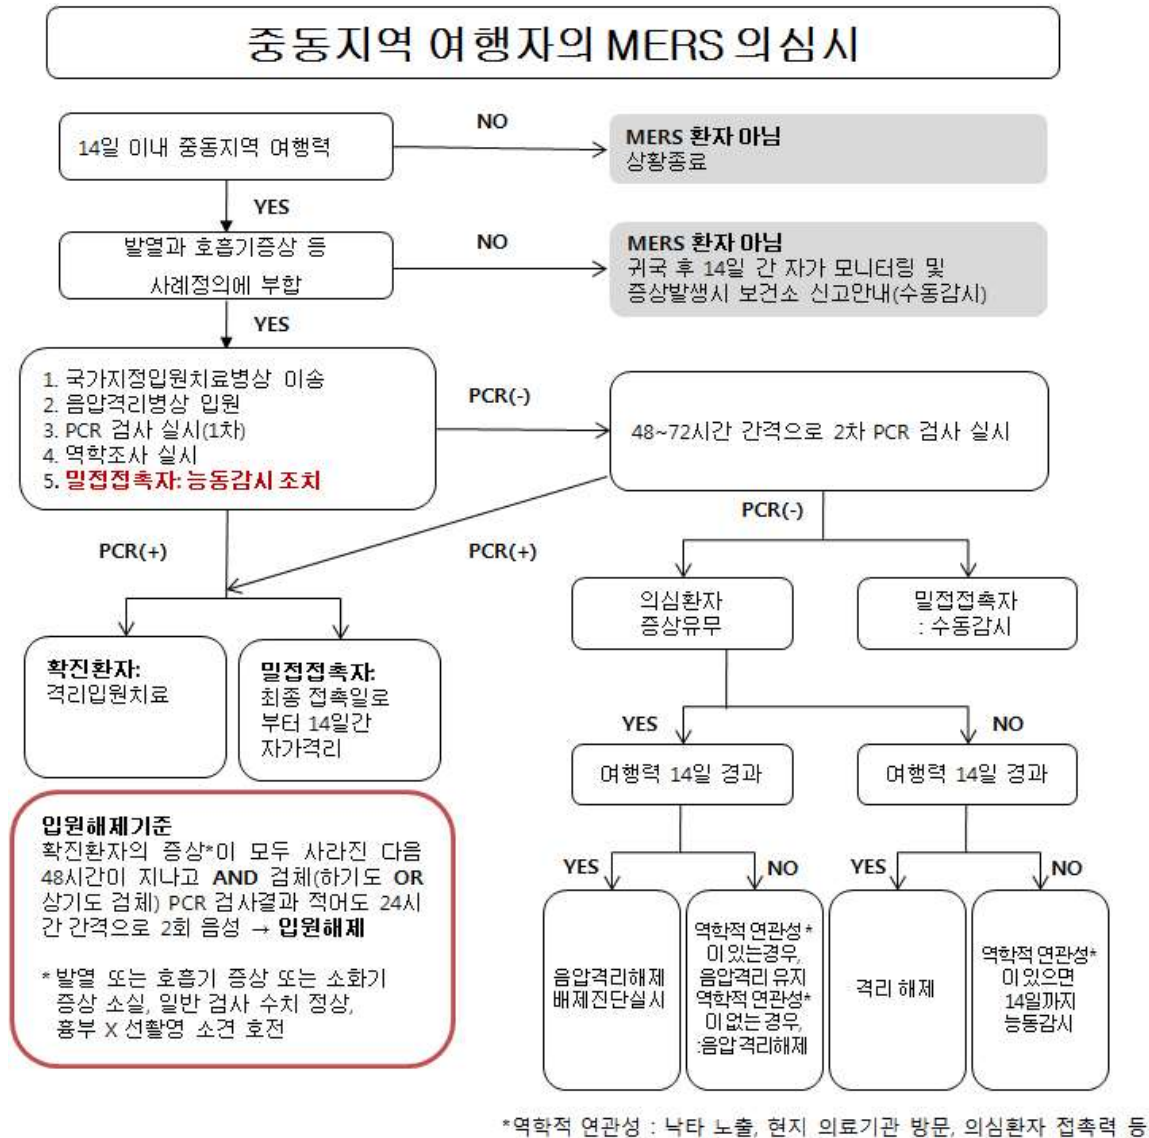 중동지역 여행자의 MERS 의심시
14일 이내 중동지역 여행력
NO
MERS 환자 아님
상황종료
YES
발열과 호흡기증상 등
사례정의에 부합
NO
MERS 환자 아님
귀국 후 14일 간 자가 모니터링 및
증상발생시 보건소 신고안내(수동감시)
YES
1. 국가지정입원치료병상 이송
2. 음압격리병상 입원
3. PCR 검사 실시(1차)
4. 역학조사 실시
5. 밀접접촉자: 능동감시 조치
PCR(-)
48~72시간 간격으로 2차 PCR 검사 실시
PCR(+)
PCR(+)
PCR(-)
확진환자:
격리입원치료
밀접접촉자:
최종 접촉일로
부터 14일간
자가격리
의심환자
증상유무
밀접접촉자
: 수동감시
YES
NO
여행력 14일 경과
여행력 14일 경과
YES
NO
YES
NO
음압격리해제
배제진단실시
역학적 연관성*
이 있는경우,
음압격리 유지
역학적 연관성*
이 없는 경우,
:음압 격리해제
격리 해제
역학적 연관성*
이 있으면
14일까지
능동감시
입원해제기준
확진환자의 증상*이 모두 사라진 다음
48시간이 지나고 AND 검체(하기도 OR
상기도 검체) PCR 검사결과 적어도 24시
간 간격으로 2회 음성 → 입원해제
* 발열 또는 호흡기 증상 또는 소화기
증상 소실, 일반 검사 수치 정상,
흉부 X 선촬영 소견 호전
*역학적 연관성 : 낙타 노출, 현지 의료기관 방문, 의심환자 접촉력 등